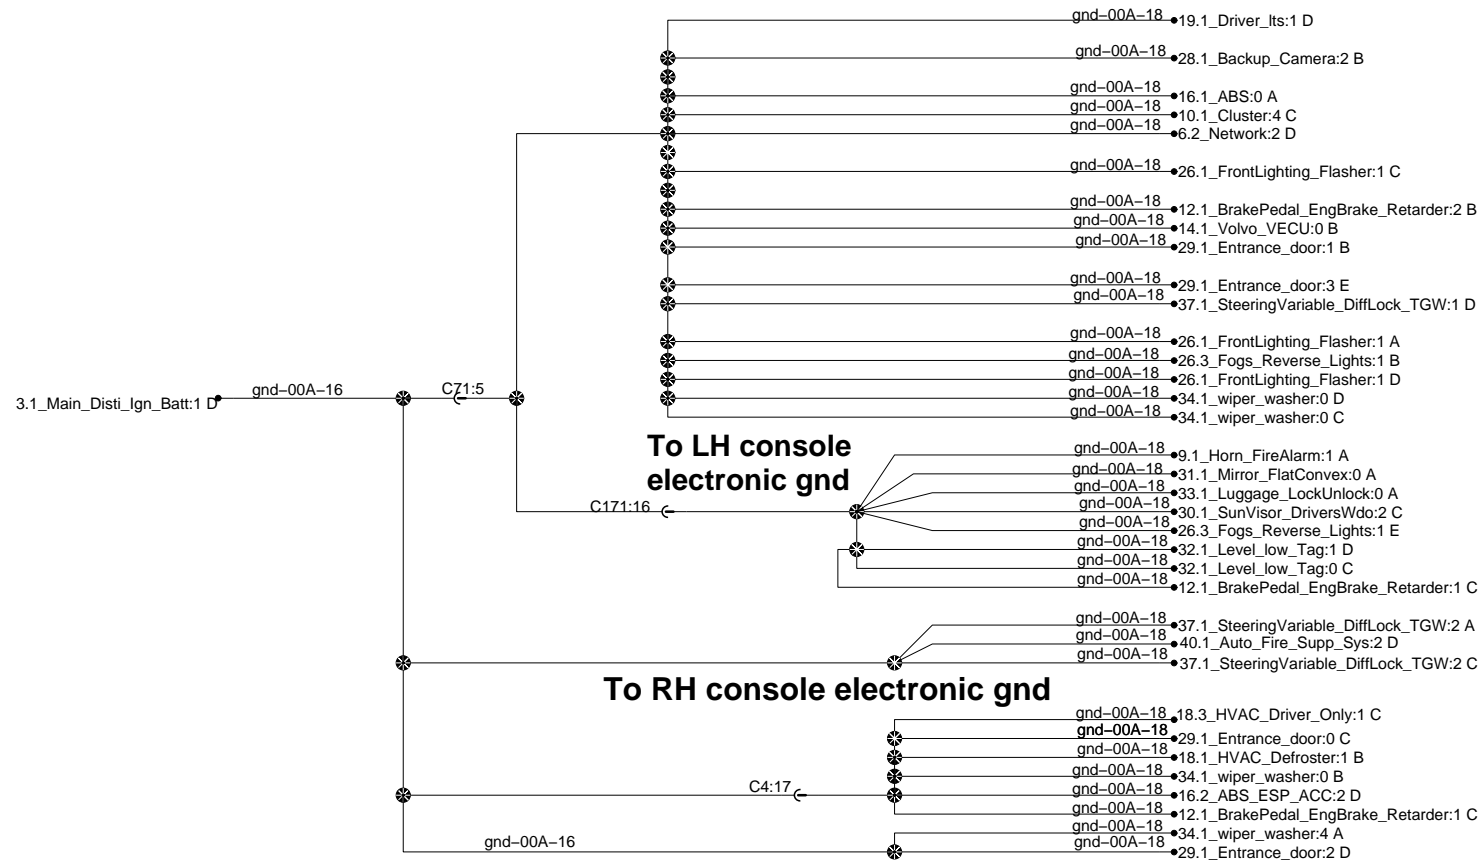 gnd–00A–18 19.1_Driver_lts:1 D
gnd–00A–18 28.1_Backup_Camera:2 B
gnd–00A–18 16.1_ABS:0 A
gnd–00A–18 10.1_Cluster:4 C
gnd–00A–18 6.2_Network:2 D
gnd–00A–18 26.1_FrontLighting_Flasher:1 C
gnd–00A–18 12.1_BrakePedal_EngBrake_Retarder:2 B
gnd–00A–18 14.1_Volvo_VECU:0 B
gnd–00A–18 29.1_Entrance_door:1 B
gnd–00A–18 29.1_Entrance_door:3 E
gnd–00A–18 37.1_SteeringVariable_DiffLock_TGW:1 D
gnd–00A–18 26.1_FrontLighting_Flasher:1 A
gnd–00A–18 26.3_Fogs_Reverse_Lights:1 B
gnd–00A–18 26.1_FrontLighting_Flasher:1 D
3.1_Main_Disti_Ign_Batt:1 D gnd–00A–16 C71:5 gnd–00A–18 34.1_wiper_washer:0 D
gnd–00A–18 34.1_wiper_washer:0 C
To LH console
electronic gnd
gnd–00A–18 9.1_Horn_FireAlarm:1 A
gnd–00A–18 31.1_Mirror_FlatConvex:0 A
gnd–00A–18 33.1_Luggage_LockUnlock:0 A
C171:16 gnd–00A–18 30.1_SunVisor_DriversWdo:2 C
gnd–00A–18 26.3_Fogs_Reverse_Lights:1 E
gnd–00A–18 32.1_Level_low_Tag:1 D
gnd–00A–18 32.1_Level_low_Tag:0 C
gnd–00A–18 12.1_BrakePedal_EngBrake_Retarder:1 C
gnd–00A–18 37.1_SteeringVariable_DiffLock_TGW:2 A
gnd–00A–18 40.1_Auto_Fire_Supp_Sys:2 D
gnd–00A–18 37.1_SteeringVariable_DiffLock_TGW:2 C
To RH console electronic gnd
gnd–00A–18 18.3_HVAC_Driver_Only:1 C
gnd–00A–18 29.1_Entrance_door:0 C
gnd–00A–18 18.1_HVAC_Defroster:1 B
gnd–00A–18 34.1_wiper_washer:0 B
C4:17 gnd–00A–18 16.2_ABS_ESP_ACC:2 D
gnd–00A–18 12.1_BrakePedal_EngBrake_Retarder:1 C
gnd–00A–18 34.1_wiper_washer:4 A
gnd–00A–16 gnd–00A–18 29.1_Entrance_door:2 D